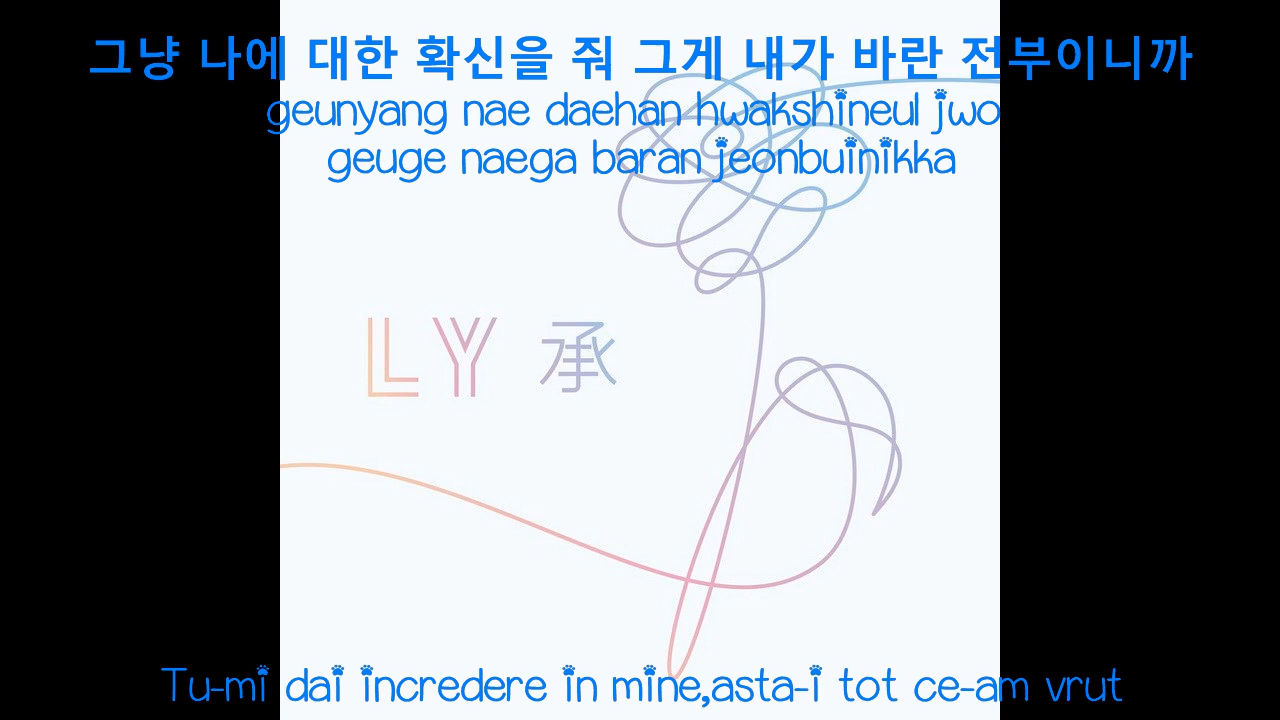 그냥 나에 대한 확신을 줘 그게 내가 바란 전부이니까
geunyang nae daehan hwakshineul jwo
geuge naega baran jeonbuinikka
LY 承
Tu-mi dai incredere in mine,asta-i tot ce-am vrut